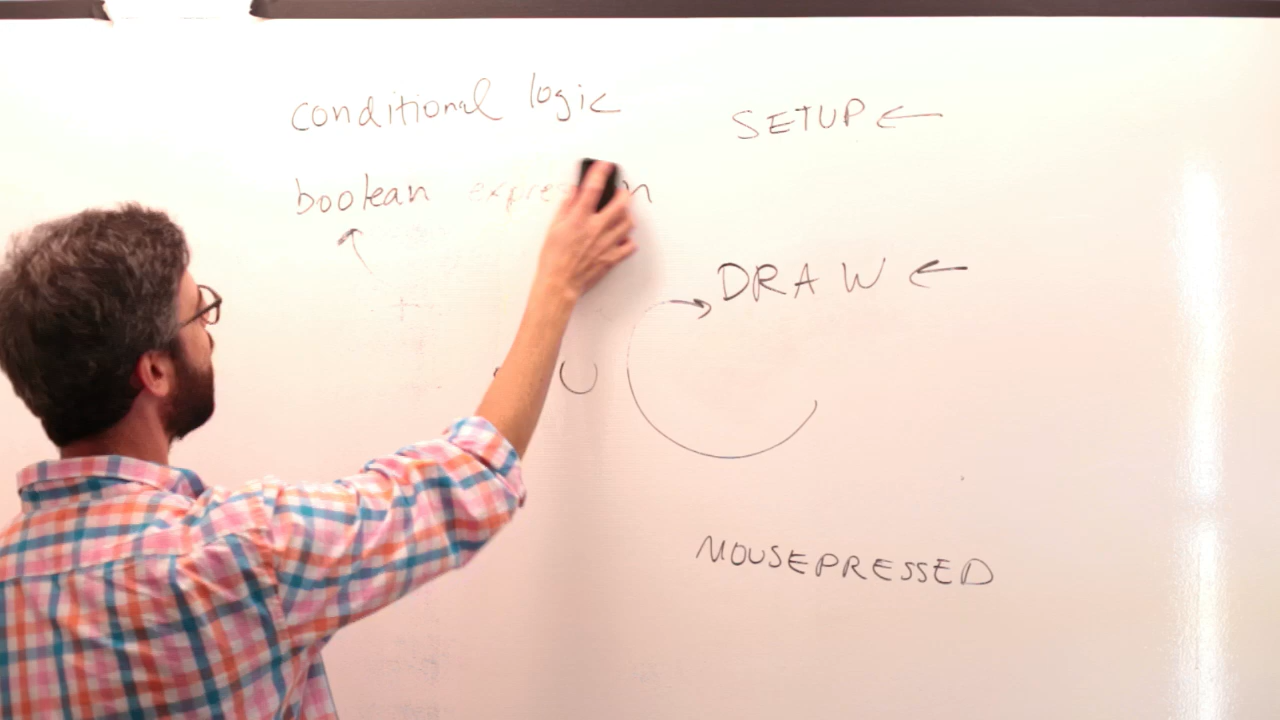 conditional logic
boolean
SETUP ←
DRAW ←
MOUSEPRESSED